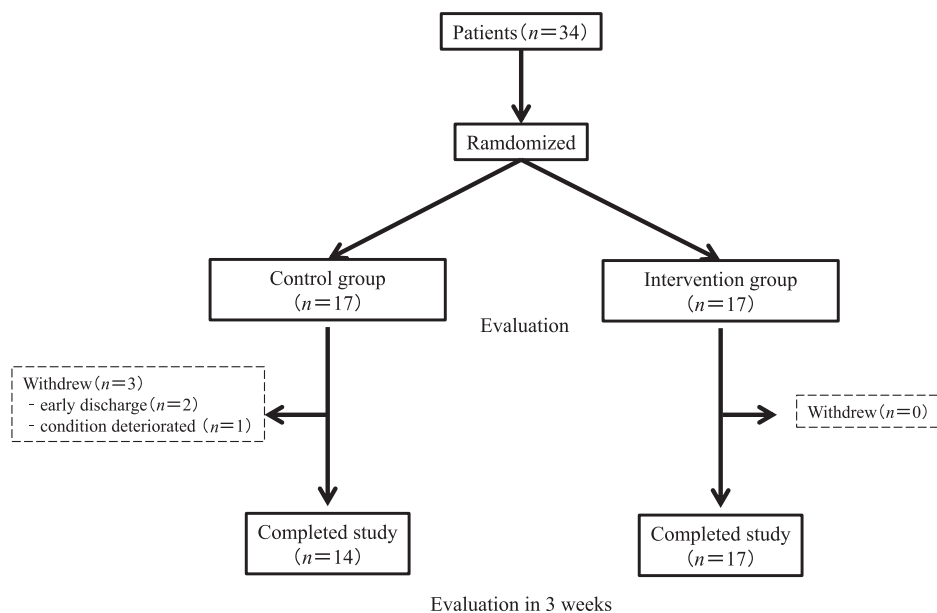 Patients(n=34)
Ramdomized
Control group
(n=17)
Intervention group
(n=17)
Evaluation
Withdrew(n=3)
- early discharge(n=2)
- condition deteriorated (n=1)
Withdrew(n=0)
Completed study
(n=14)
Completed study
(n=17)
Evaluation in 3 weeks